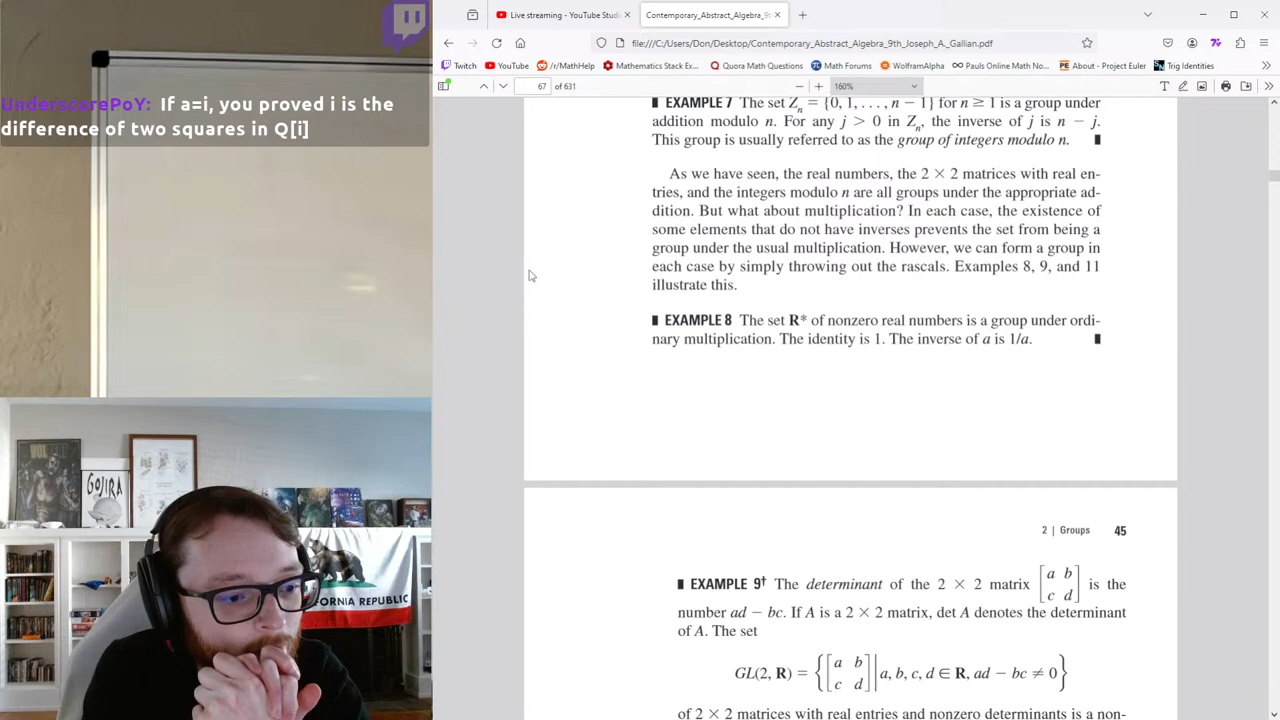 UnderscorePoY: If a=i, you proved i is the
difference of two squares in Q[i]
Live streaming - YouTube Stud
Contemporary_Abstract_Algebra_9
file:///C:/Users/Don/Desktop/Contemporary_Abstract_Algebra_9th_Joseph_A._Gallian.pdf
Twitch
YouTube
(r/MathHelp
Mathematics Stack Ex...
Quora Math Questions
Math Forums
WolframAlpha
Pauls Online Math No...
About - Project Euler
Trig Identities
67 of 631
160%
EXAMPLE 7 The set Zn = {0, 1, . . . , n − 1} for n ≥ 1 is a group under
addition modulo n. For any j > 0 in Zn, the inverse of j is n − j.
This group is usually referred to as the group of integers modulo n.
As we have seen, the real numbers, the 2 × 2 matrices with real en-
tries, and the integers modulo n are all groups under the appropriate ad-
dition. But what about multiplication? In each case, the existence of
some elements that do not have inverses prevents the set from being a
group under the usual multiplication. However, we can form a group in
each case by simply throwing out the rascals. Examples 8, 9, and 11
illustrate this.
EXAMPLE 8 The set R* of nonzero real numbers is a group under ordi-
nary multiplication. The identity is 1. The inverse of a is 1/a.
2 | Groups 45
EXAMPLE 9† The determinant of the 2 × 2 matrix [a b
c d] is the
number ad − bc. If A is a 2 × 2 matrix, det A denotes the determinant
of A. The set
GL(2, R) = {[a b
c d] | a, b, c, d ∈ R, ad − bc ≠ 0}
of 2 × 2 matrices with real entries and nonzero determinants is a non-
VOL
GOJIRA
CALIFORNIA REPUBLIC